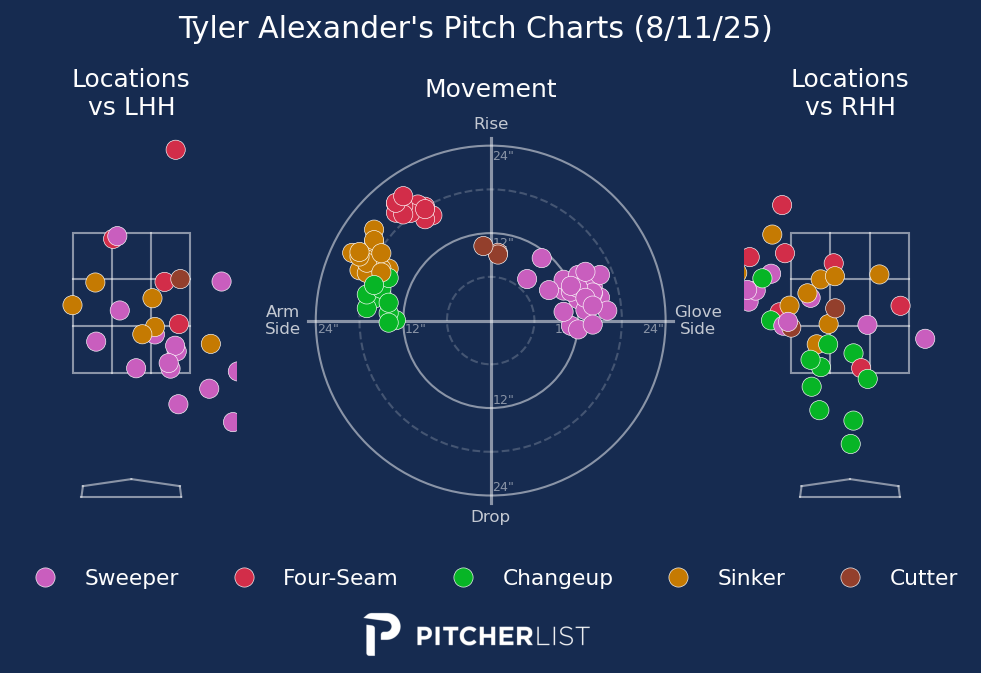 Tyler Alexander's Pitch Charts (8/11/25)
Locations
vs LHH
Movement
Locations
vs RHH
Rise
24"
12"
Arm
Side
24"
12"
24"
Glove
Side
12"
24"
Drop
Sweeper
Four-Seam
Changeup
Sinker
Cutter
PITCHERLIST